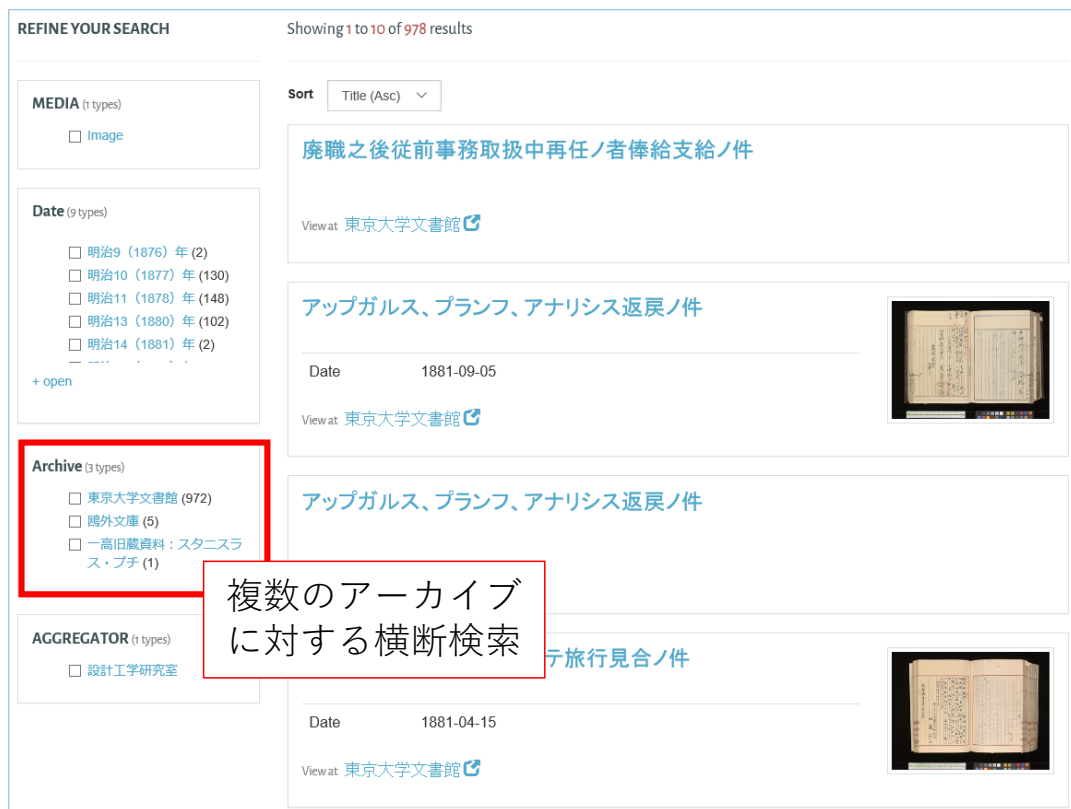 REFINE YOUR SEARCH
MEDIA (1 types)
Image
Date (9 types)
明治9（1876）年 (2)
明治10（1877）年 (130)
明治11（1878）年 (148)
明治13（1880）年 (102)
明治14（1881）年 (2)
+ open
Archive (3 types)
東京大学文書館 (972)
鴎外文庫 (5)
一高旧蔵資料：スタニスラ
ス・プチ (1)
AGGREGATOR (1 types)
設計工学研究室
Showing 1 to 10 of 978 results
Sort Title (Asc)
廃職之後従前事務取扱中再任ノ者俸給支給ノ件
View at 東京大学文書館
アップガルス、プランフ、アナリシス返戻ノ件
Date 1881-09-05
View at 東京大学文書館
アップガルス、プランフ、アナリシス返戻ノ件
複数のアーカイブ
に対する横断検索
テ旅行見合ノ件
Date 1881-04-15
View at 東京大学文書館